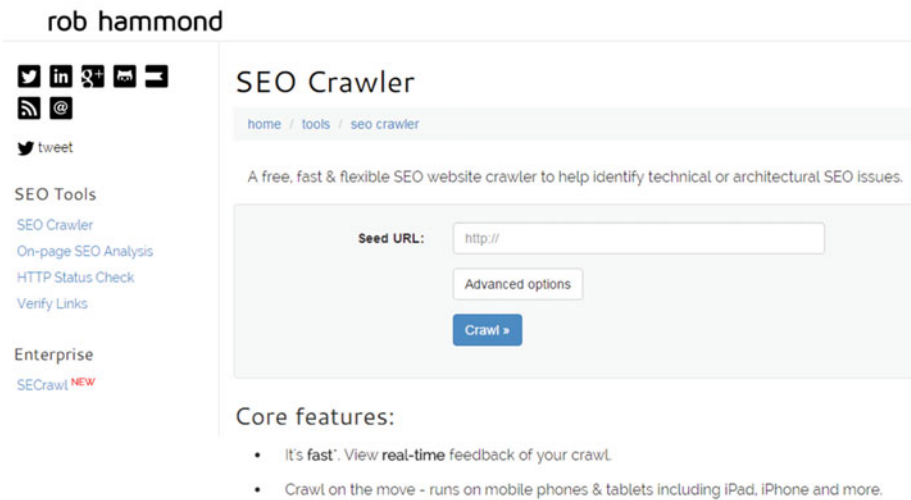 rob hammond
tweet
SEO Tools
SEO Crawler
On-page SEO Analysis
HTTP Status Check
Verify Links
Enterprise
SECrawl NEW
SEO Crawler
home / tools / seo crawler
A free, fast & flexible SEO website crawler to help identify technical or architectural SEO issues.
Seed URL: http://
Advanced options
Crawl »
Core features:
• It's fast*. View real-time feedback of your crawl.
• Crawl on the move - runs on mobile phones & tablets including iPad, iPhone and more.